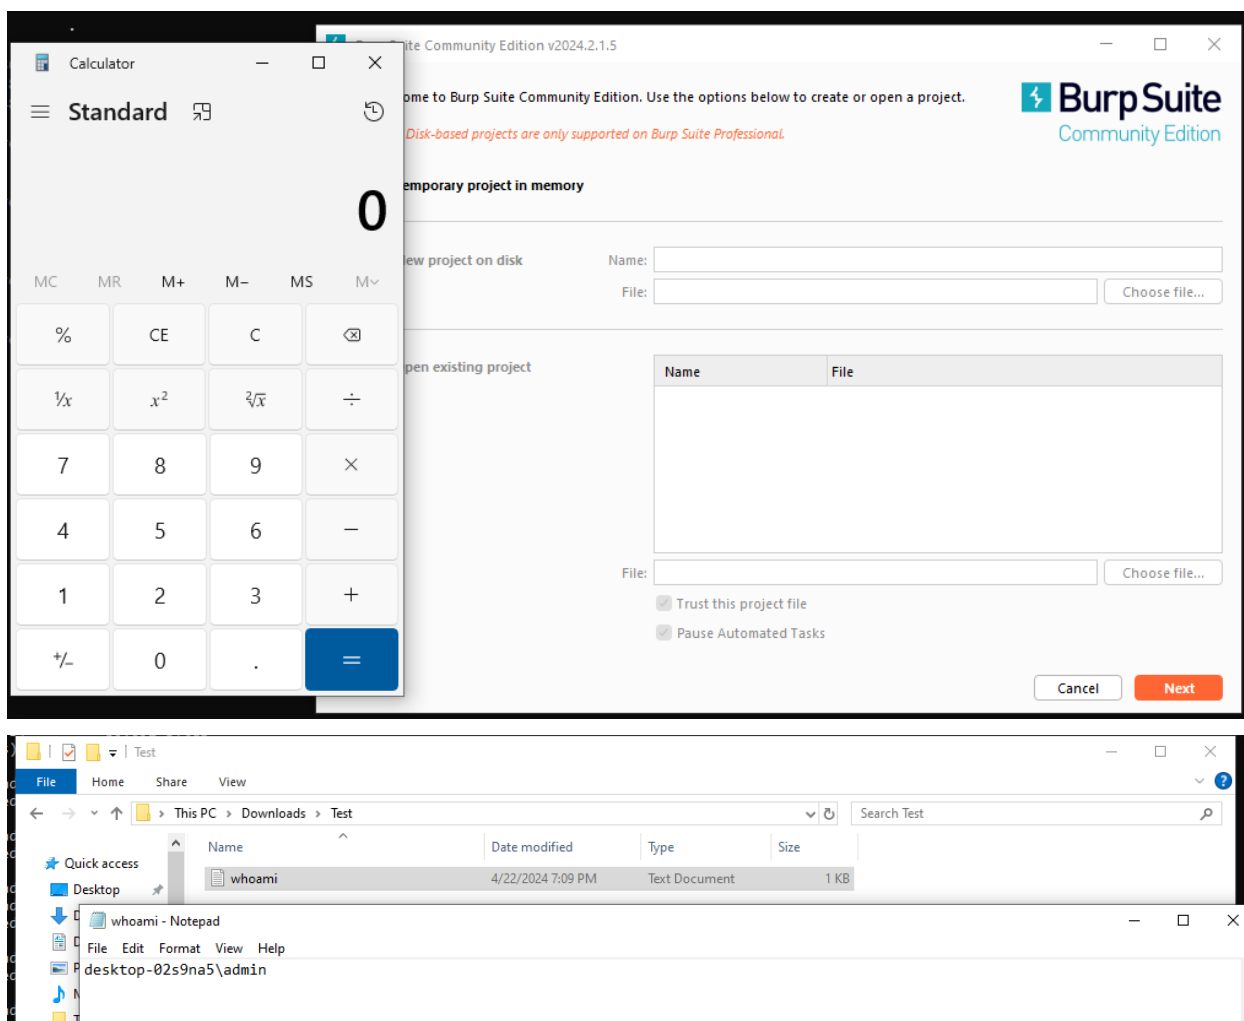 Calculator
Standard
0
MC MR M+ M− MS M
% CE C
1/x x² ²√x ÷
7 8 9 ×
4 5 6 −
1 2 3 +
+/− 0 . =
Suite Community Edition v2024.2.1.5
to Burp Suite Community Edition. Use the options below to create or open a project.
Disk-based projects are only supported on Burp Suite Professional.
Burp Suite
Community Edition
project in memory
project on disk
Name:
File:
Choose file...
existing project
Name File
File:
Choose file...
Trust this project file
Pause Automated Tasks
Cancel Next
Test
File Home Share View
This PC > Downloads > Test
Search Test
Name Date modified Type Size
Quick access
whoami 4/22/2024 7:09 PM Text Document 1 KB
Desktop
whoami - Notepad
File Edit Format View Help
desktop-02s9na5\admin